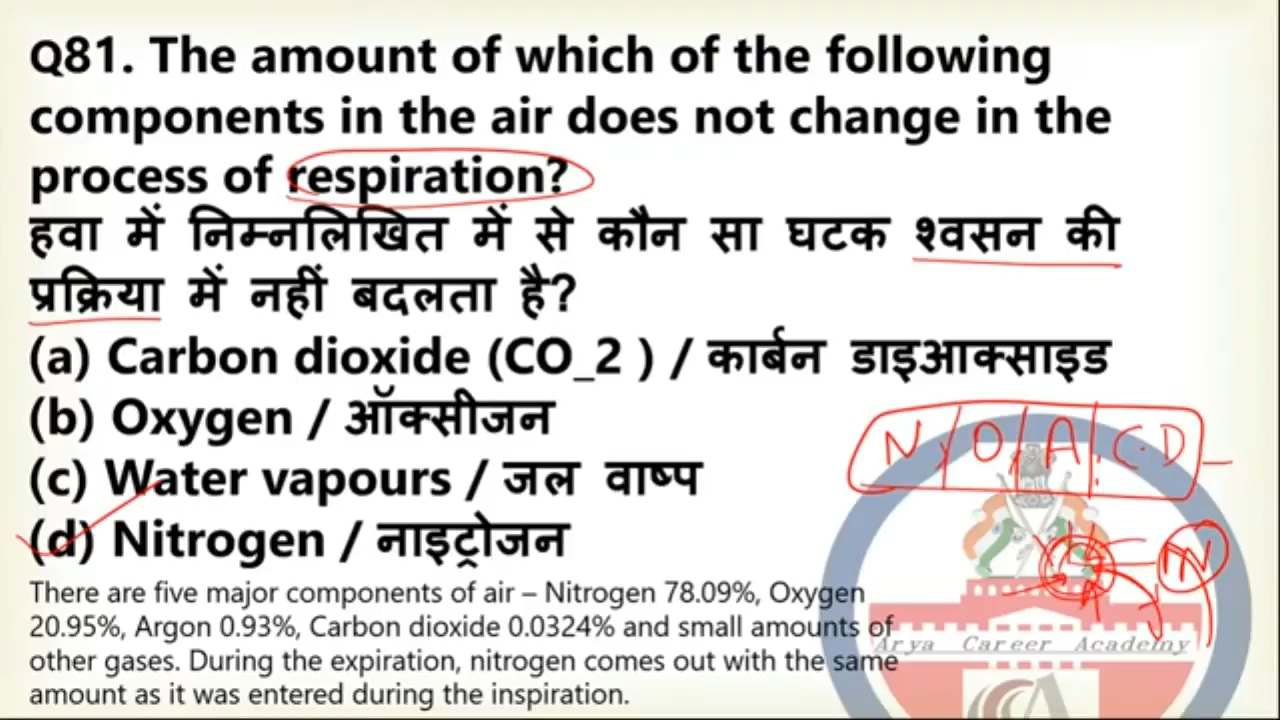 Q81. The amount of which of the following
components in the air does not change in the
process of respiration?
हवा में निम्नलिखित में से कौन सा घटक श्वसन की
प्रक्रिया में नहीं बदलता है?
(a) Carbon dioxide (CO_2 ) / कार्बन डाइआक्साइड
(b) Oxygen / ऑक्सीजन
N, O, A, C.D
(c) Water vapours / जल वाष्प
(d) Nitrogen / नाइट्रोजन
N
There are five major components of air – Nitrogen 78.09%, Oxygen
20.95%, Argon 0.93%, Carbon dioxide 0.0324% and small amounts of
Arya Career Academy
other gases. During the expiration, nitrogen comes out with the same
amount as it was entered during the inspiration.